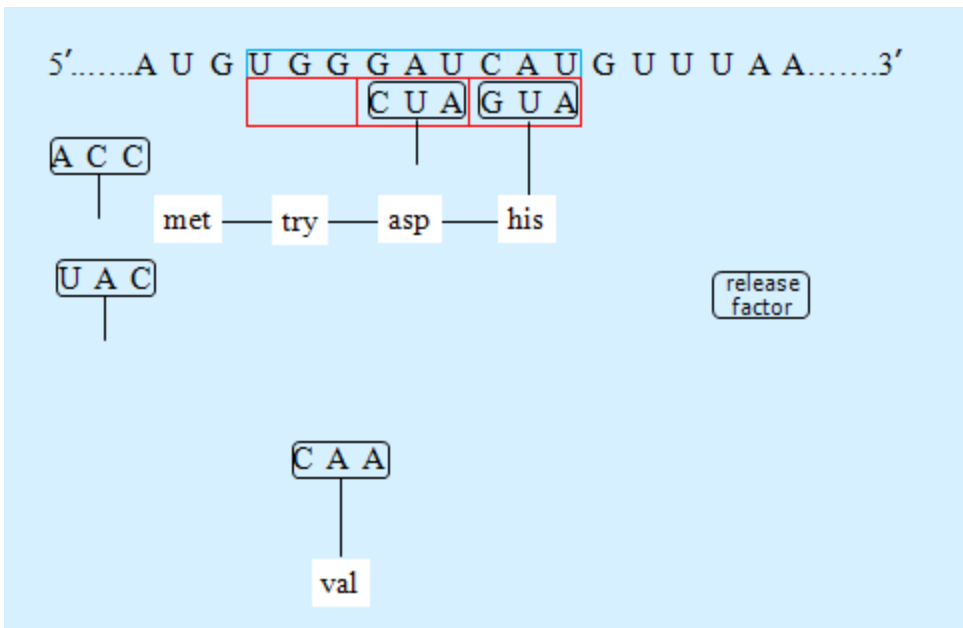 5′.......A U G U G G G A U C A U G U U U A A.......3′
C U A G U A
A C C
met try asp his
U A C
release
factor
C A A
val